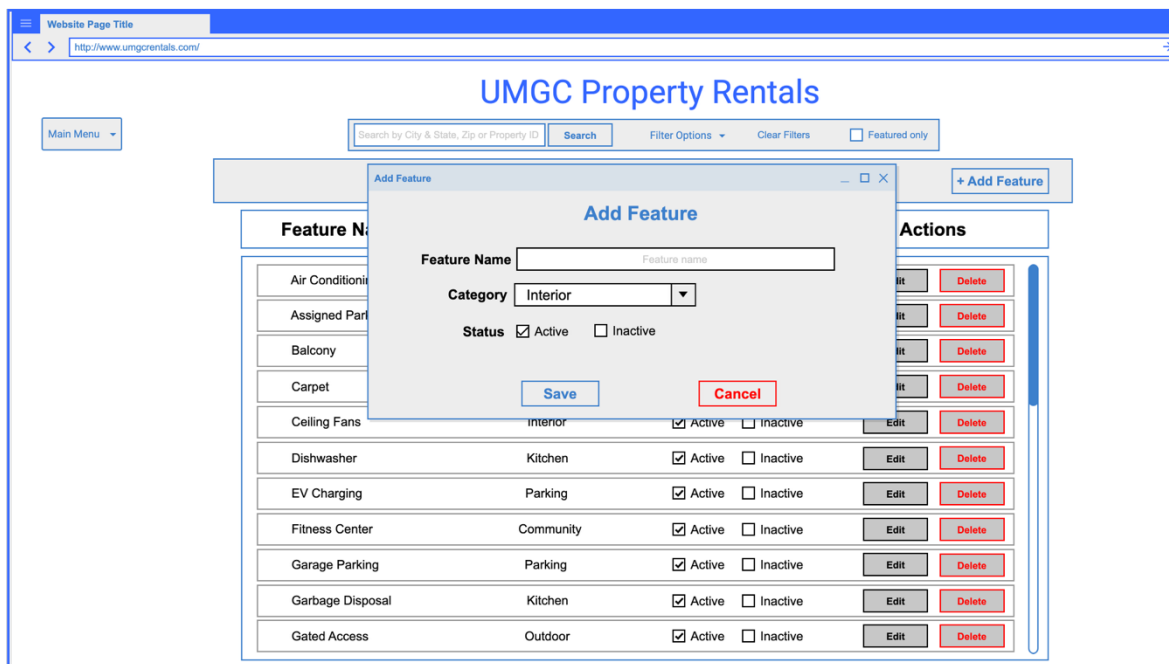 Website Page Title
http://www.umgcrentals.com/
UMGC Property Rentals
Main Menu
Search by City & State, Zip or Property ID Search Filter Options Clear Filters Featured only
Add Feature
+ Add Feature
Add Feature
Feature Actions
Feature Name Feature name
Category Interior
Status Active Inactive
Save Cancel
Air Delete
Assigned Delete
Balcony Delete
Carpet Delete
Ceiling Fans Interior Active Inactive Edit Delete
Dishwasher Kitchen Active Inactive Edit Delete
EV Charging Parking Active Inactive Edit Delete
Fitness Center Community Active Inactive Edit Delete
Garage Parking Parking Active Inactive Edit Delete
Garbage Disposal Kitchen Active Inactive Edit Delete
Gated Access Outdoor Active Inactive Edit Delete